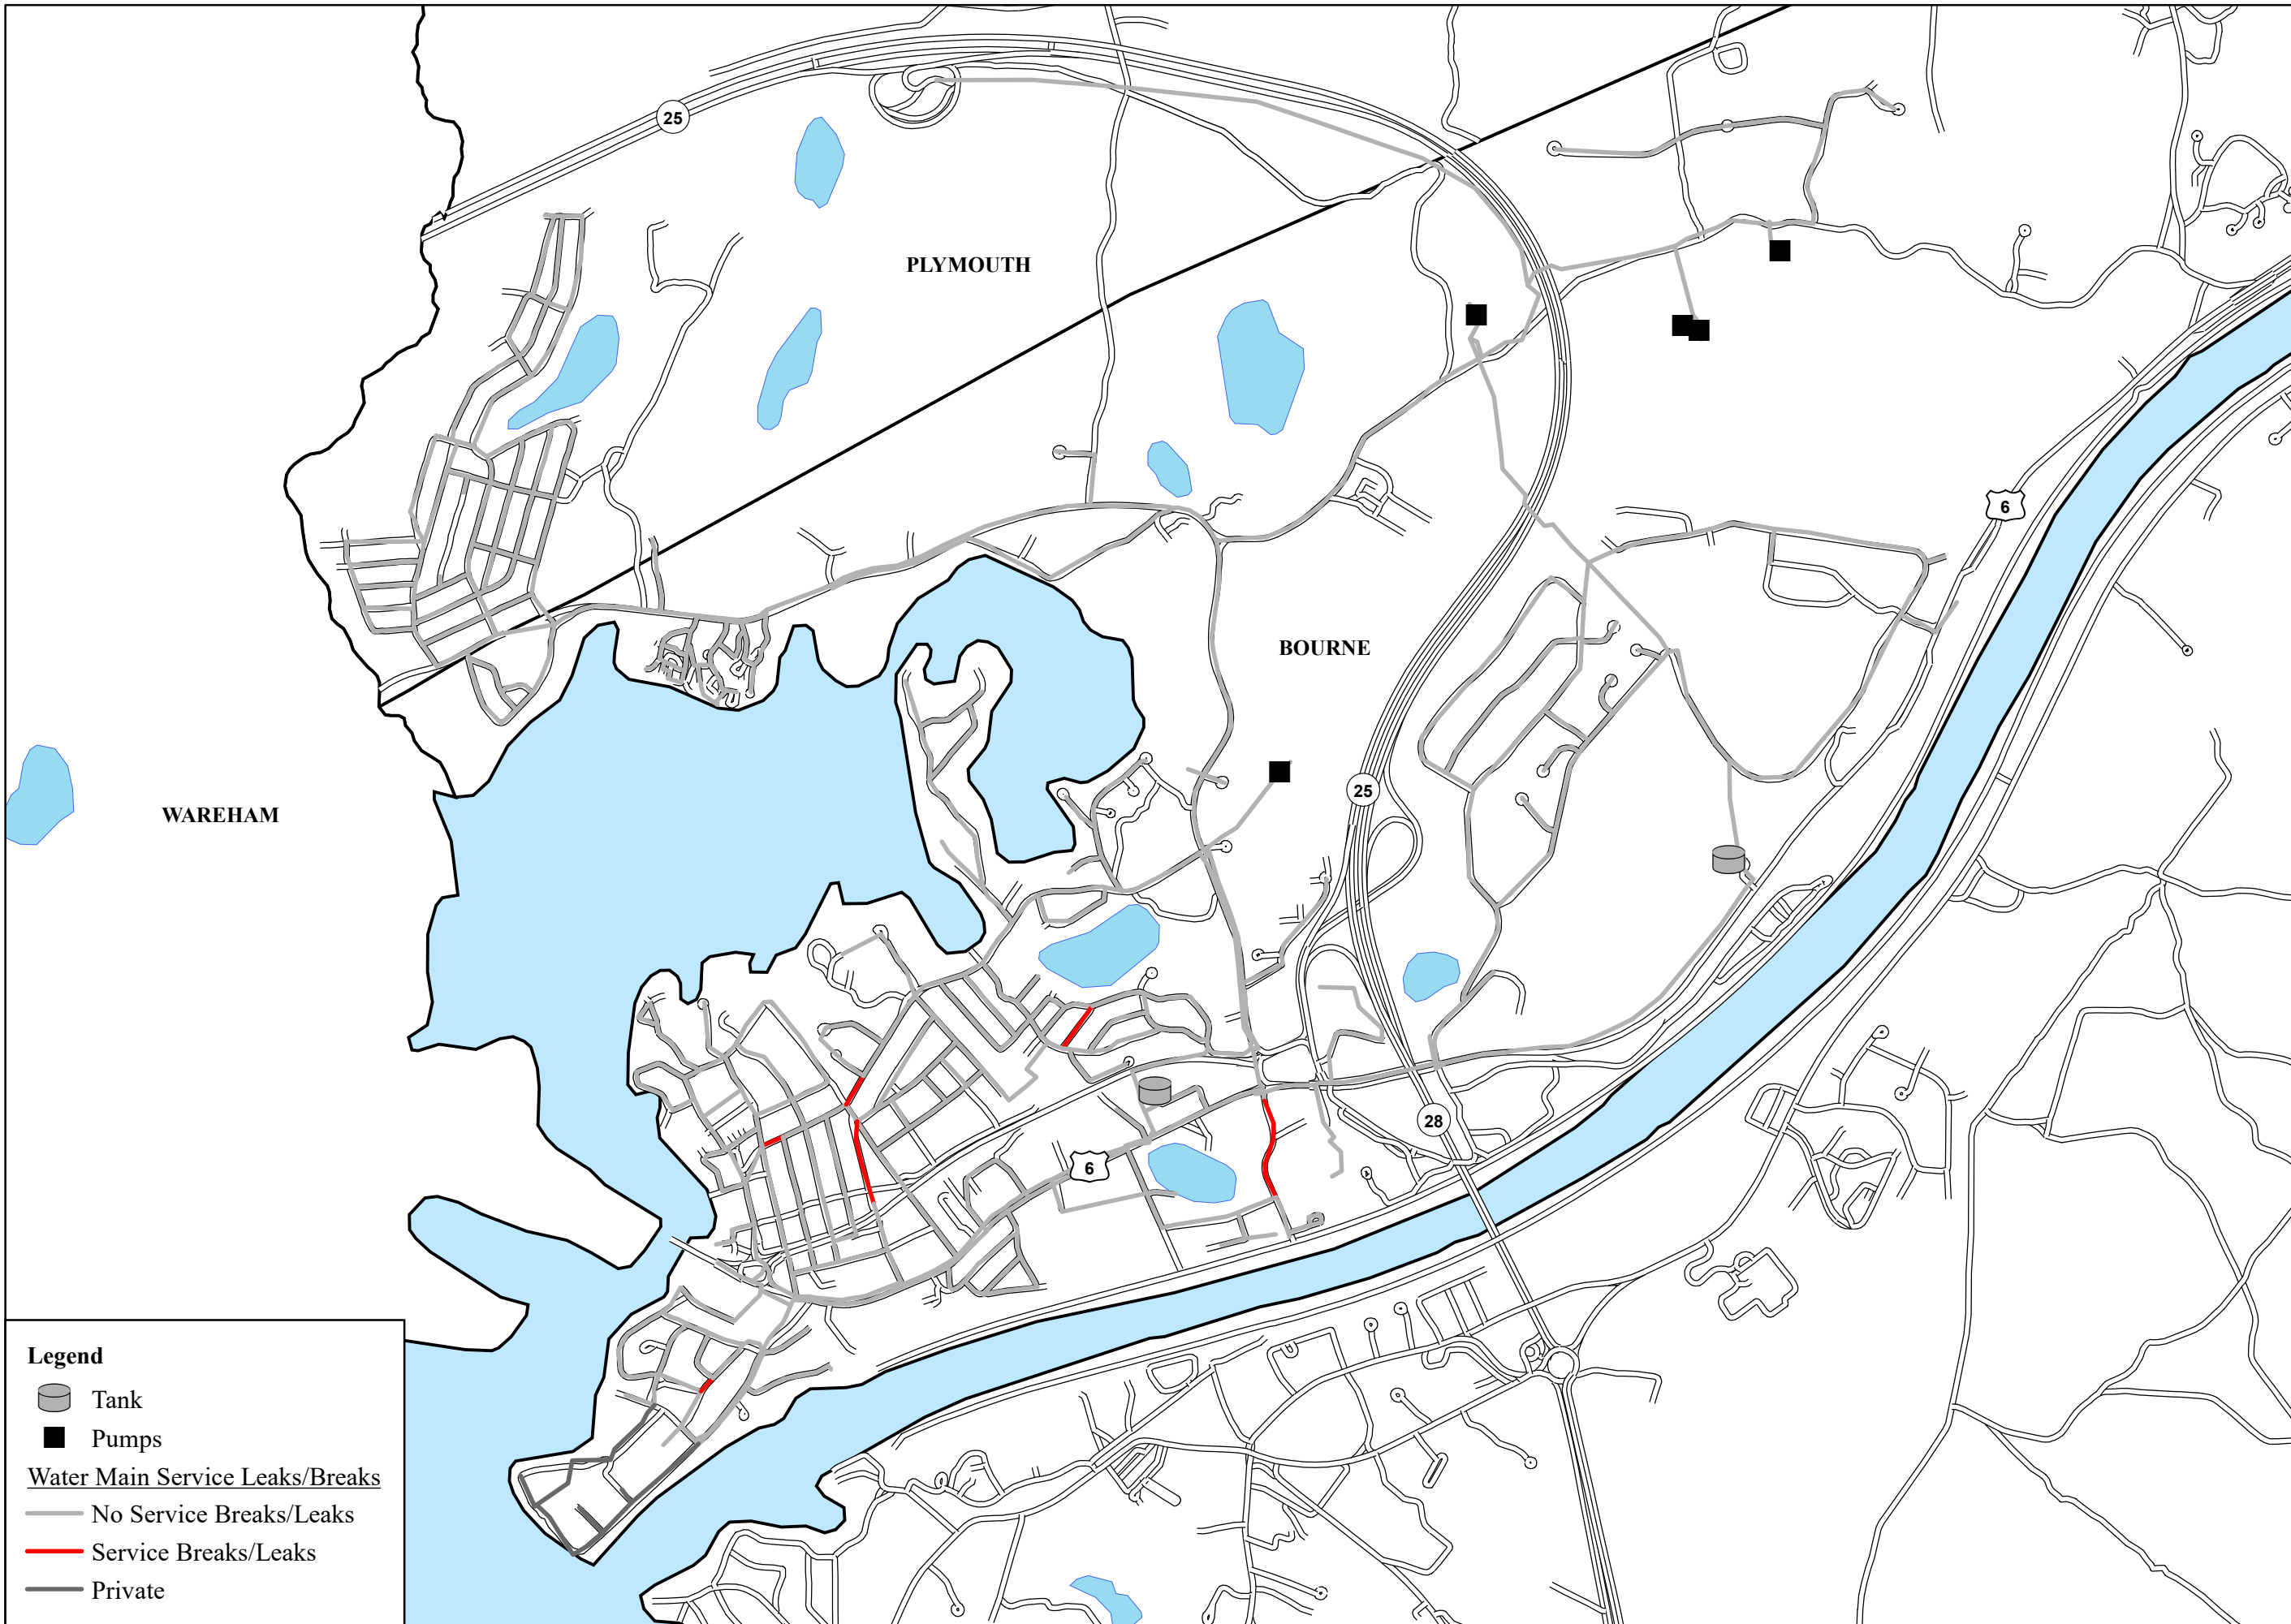 25
PLYMOUTH
6
BOURNE
25
WAREHAM
28
6
Legend
Tank
Pumps
Water Main Service Leaks/Breaks
No Service Breaks/Leaks
Service Breaks/Leaks
Private